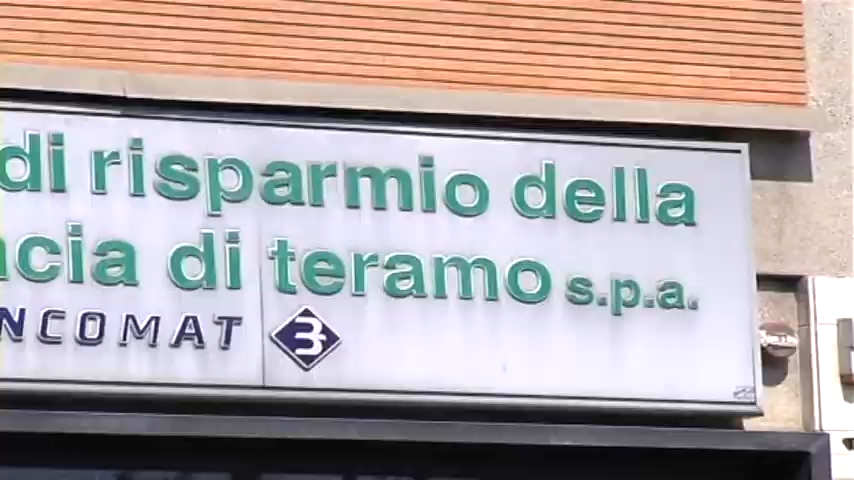 di risparmio della
cia di teramo s.p.a.
NCOMAT